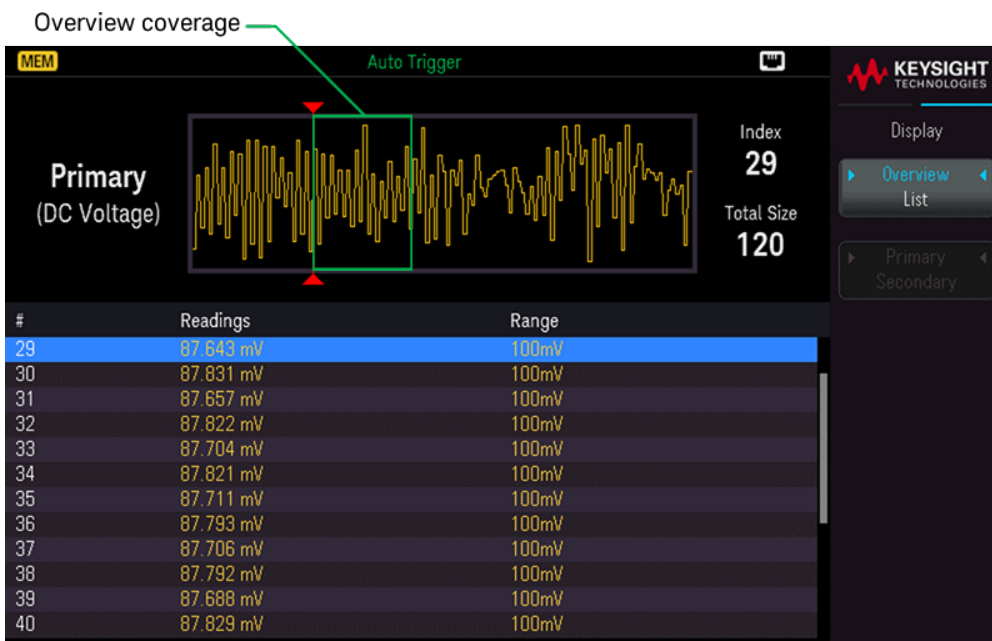 Overview coverage
MEM
Auto Trigger
KEYSIGHT
TECHNOLOGIES
Primary
(DC Voltage)
Index
29
Total Size
120
Display
Overview
List
Primary
Secondary
# Readings Range
29 87.643 mV 100mV
30 87.831 mV 100mV
31 87.657 mV 100mV
32 87.822 mV 100mV
33 87.704 mV 100mV
34 87.821 mV 100mV
35 87.711 mV 100mV
36 87.793 mV 100mV
37 87.706 mV 100mV
38 87.792 mV 100mV
39 87.688 mV 100mV
40 87.829 mV 100mV